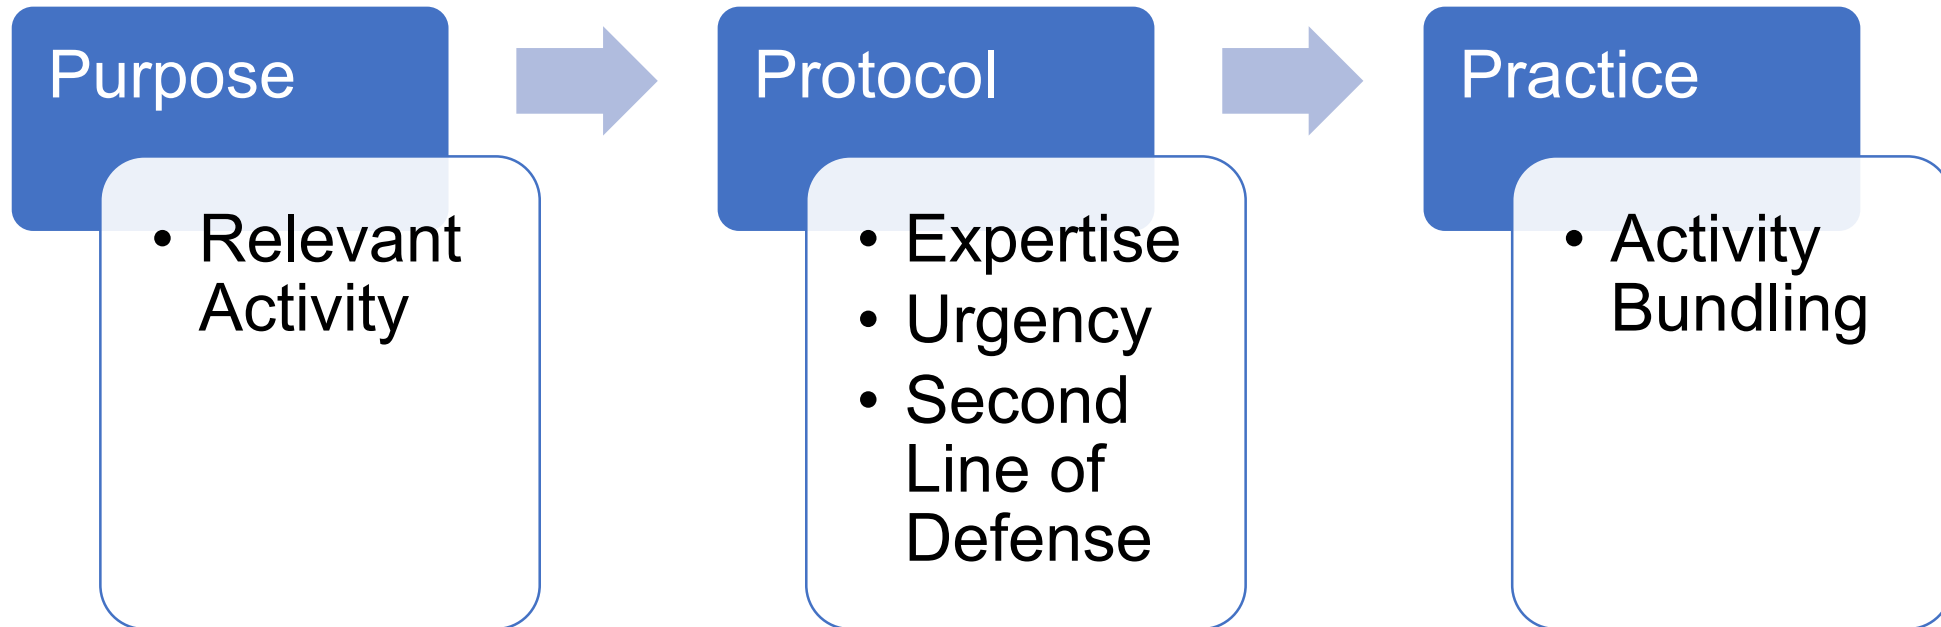 Purpose
• Relevant
Activity
Protocol
• Expertise
• Urgency
• Second
Line of
Defense
Practice
• Activity
Bundling